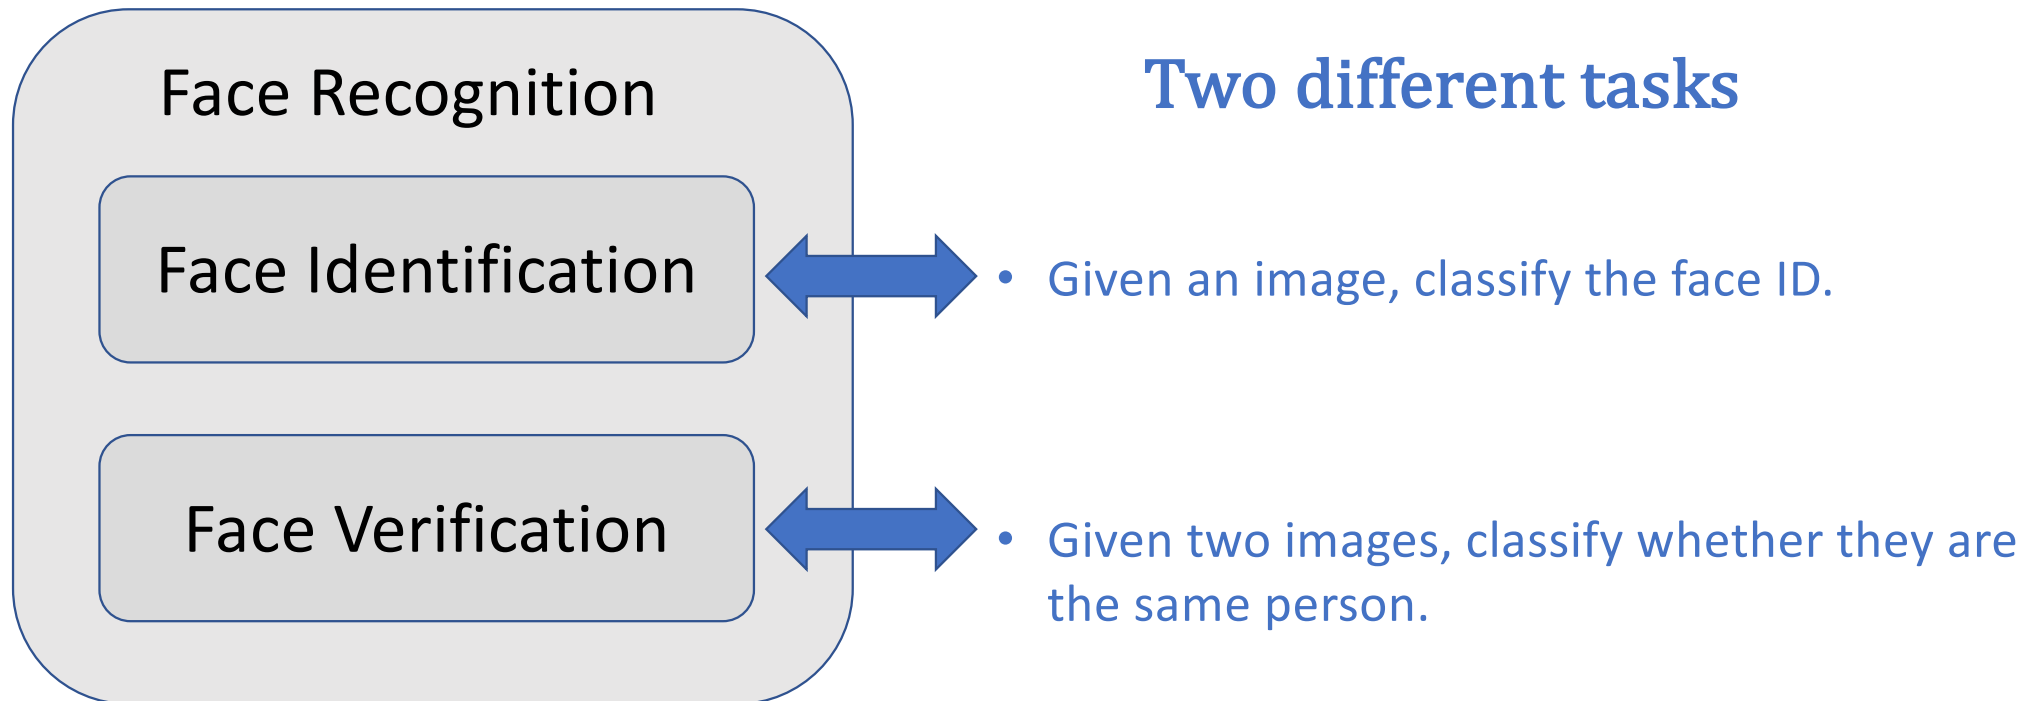 Face Recognition
Two different tasks
Face Identification
• Given an image, classify the face ID.
Face Verification
• Given two images, classify whether they are
the same person.